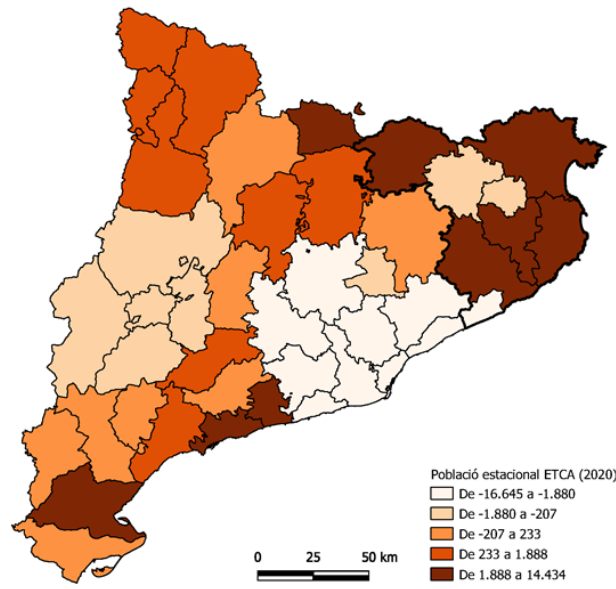 Població estacional ETCA (2020)
De -16.645 a -1.880
De -1.880 a -207
De -207 a 233
De 233 a 1.888
De 1.888 a 14.434
0 25 50 km